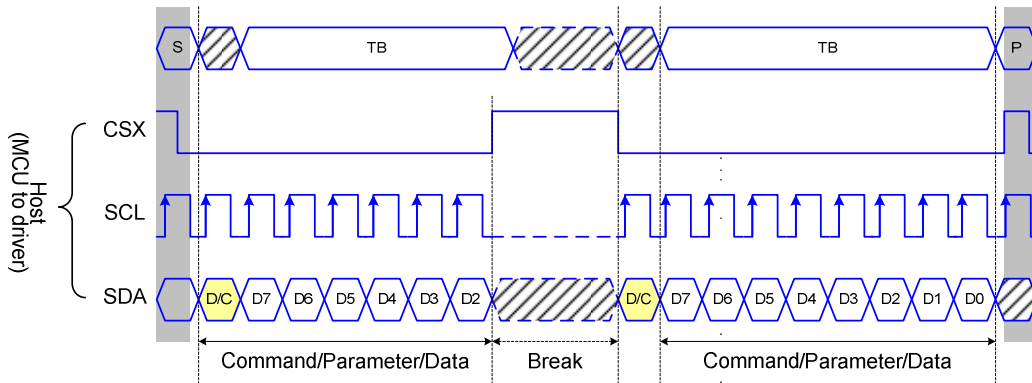 S TB TB P
CSX
Host
(MCU to driver)
SCL
SDA D/C D7 D6 D5 D4 D3 D2 D/C D7 D6 D5 D4 D3 D2 D1 D0
Command/Parameter/Data Break Command/Parameter/Data